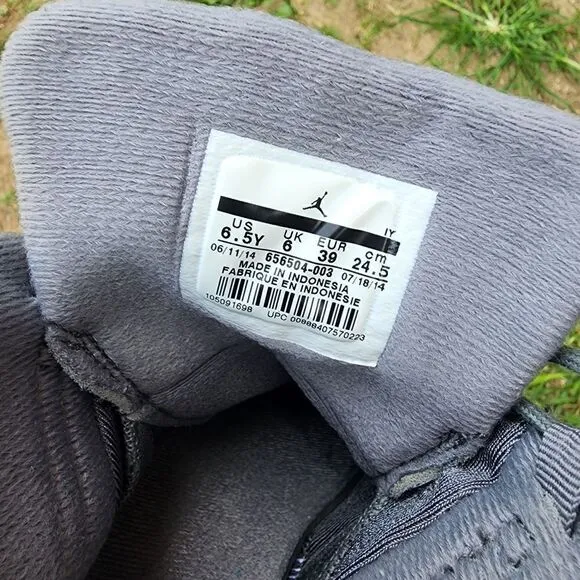 IY
US UK EUR cm
6.5Y 6 39 24.5
06/11/14 656504-003 07/18/14
MADE IN INDONESIA
FABRIQUE EN INDONESIE
105091698 UPC 00888407570223